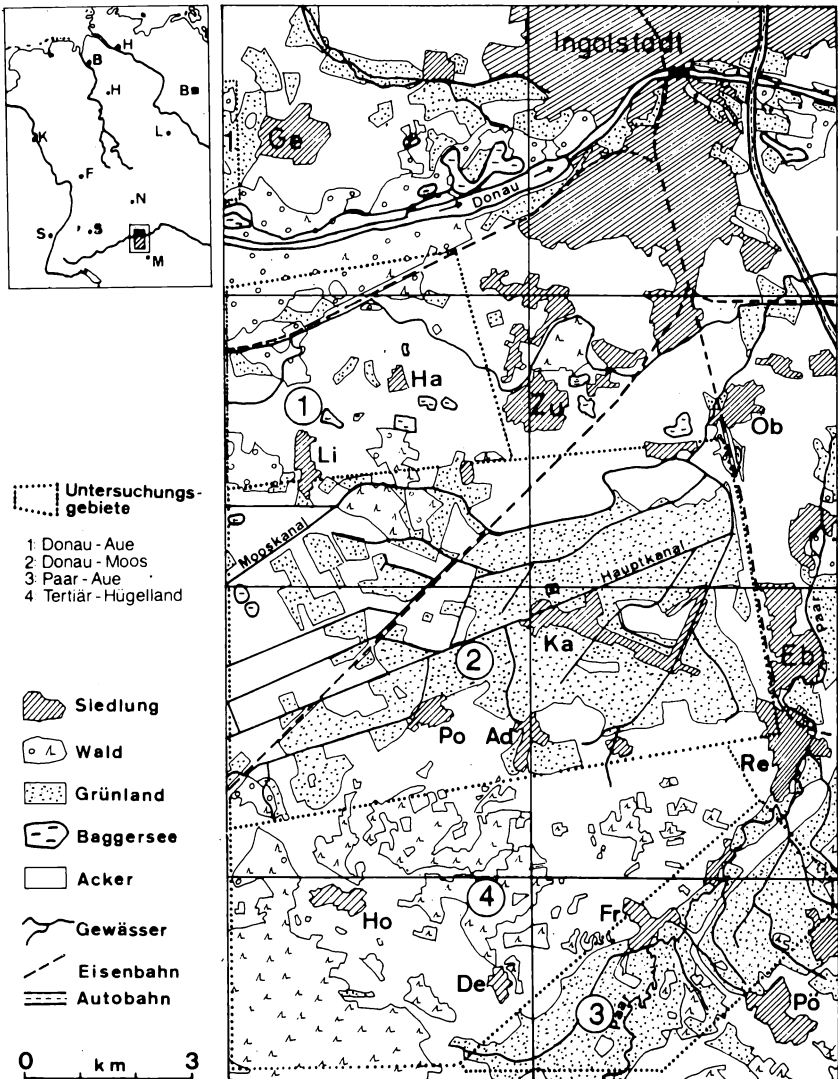 H
B
H
B
K
L
F
N
S
S
M
Ingolstadt
Ge
Donau
Ha
1
Zu
Li
Ob
Untersuchungs-
gebiete
1: Donau-Aue
2: Donau-Moos
3: Paar-Aue
4: Tertiär-Hügelland
Mooskanal
Hauptkanal
Paar
Ka
2
Eb
Siedlung
Po
Ad
Re
Wald
Grünland
Baggersee
Acker
4
Ho
Fr
Gewässer
Eisenbahn
Autobahn
De
3
Paar
Pö
0 km 3